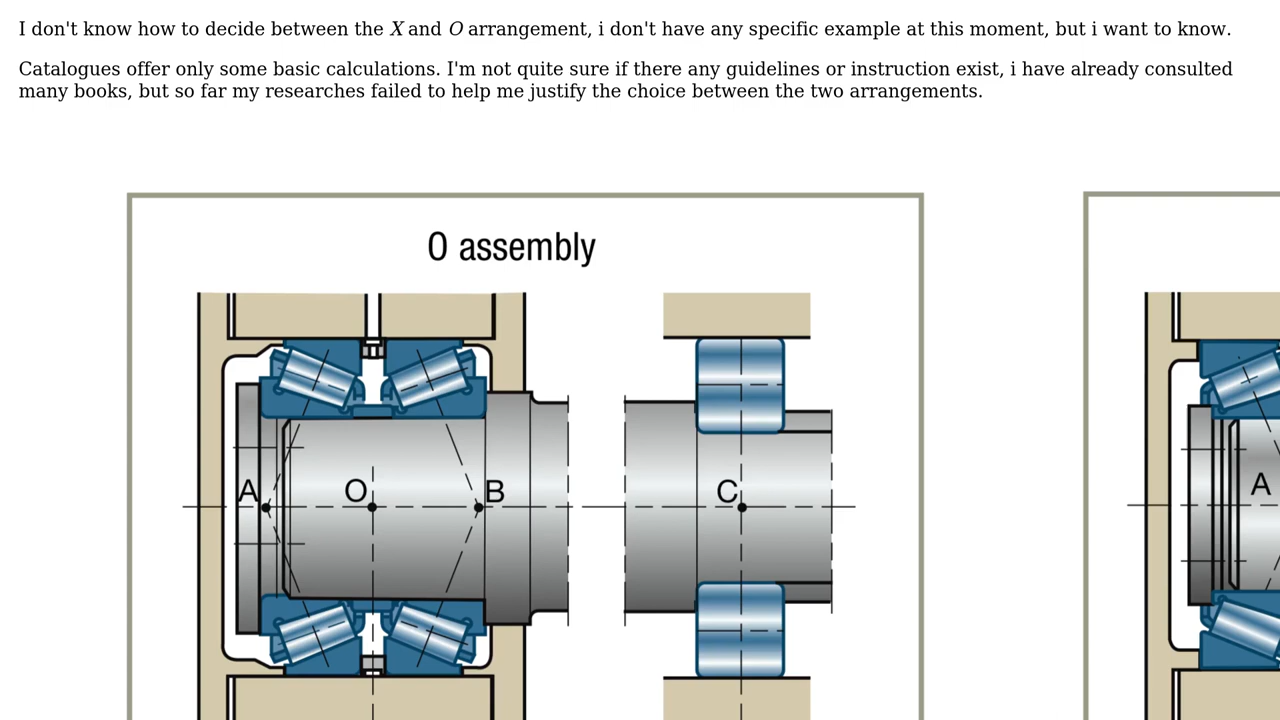 I don't know how to decide between the X and O arrangement, i don't have any specific example at this moment, but i want to know.
Catalogues offer only some basic calculations. I'm not quite sure if there any guidelines or instruction exist, i have already consulted
many books, but so far my researches failed to help me justify the choice between the two arrangements.
O assembly
A O B C A